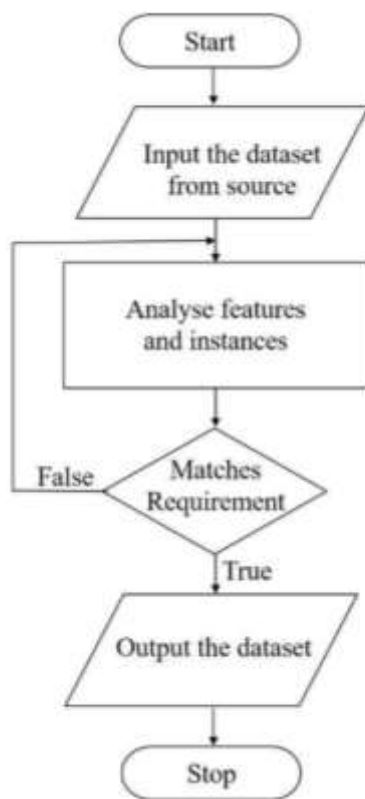 Start
Input the dataset
from source
Analyse features
and instances
False
Matches
Requirement
True
Output the dataset
Stop